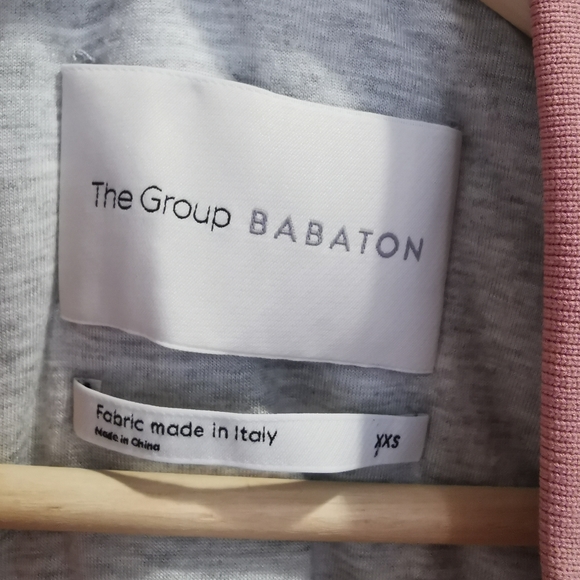 The Group BABATON
Fabric made in Italy
Made in China
XXS